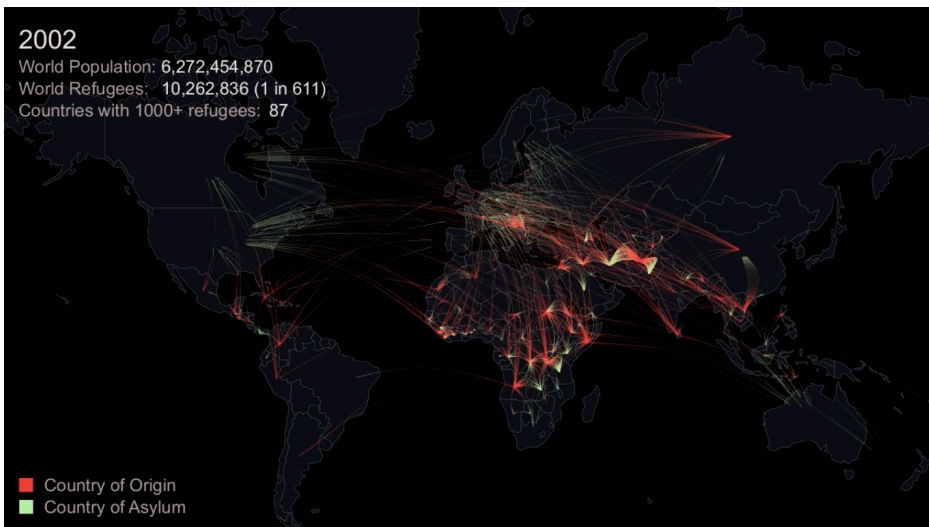 2002
World Population: 6,272,454,870
World Refugees: 10,262,836 (1 in 611)
Countries with 1000+ refugees: 87
Country of Origin
Country of Asylum